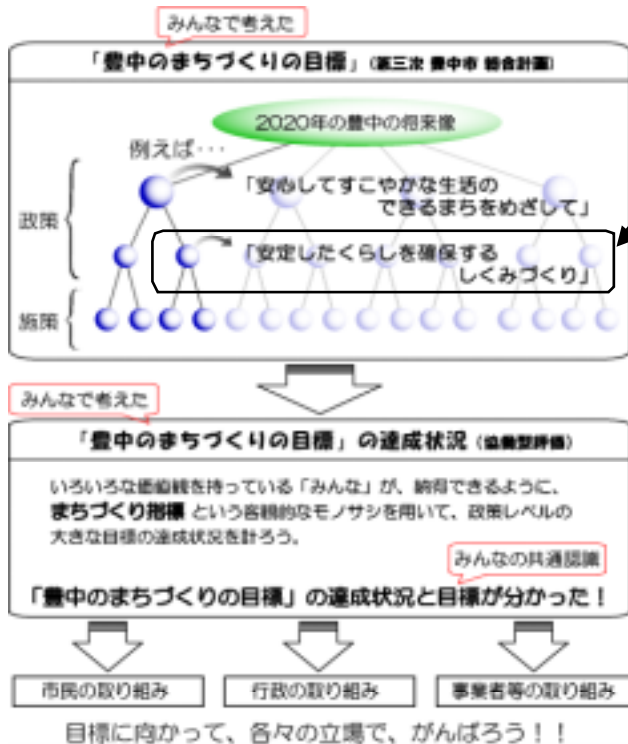 みんなで考えた
「豊中のまちづくりの目標」（第三次 豊中市 総合計画）
2020年の豊中の将来像
例えば・・・
「安心してすこやかな生活の
できるまちをめざして」
政策
「安定したくらしを確保する
しくみづくり」
施策
みんなで考えた
「豊中のまちづくりの目標」の達成状況（協働型評価）
いろいろな価値観を持っている「みんな」が、納得できるように、
まちづくり指標 という客観的なモノサシを用いて、政策レベルの
大きな目標の達成状況を計ろう。
みんなの共通認識
「豊中のまちづくりの目標」の達成状況と目標が分かった！
市民の取り組み
行政の取り組み
事業者等の取り組み
目標に向かって、各々の立場で、がんばろう！！